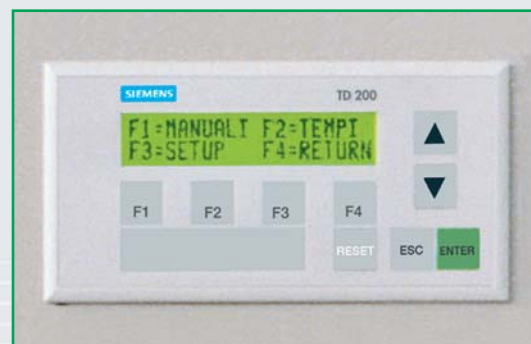 SIEMENS TD 200
F1=MANUALI F2=TEMPI
F3=SETUP F4=RETURN
F1 F2 F3 F4
RESET ESC ENTER